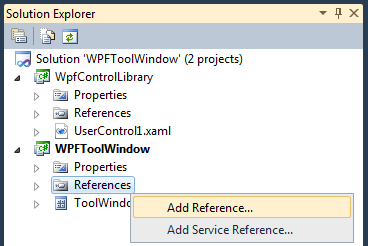 Solution Explorer
Solution 'WPFToolWindow' (2 projects)
WpfControlLibrary
Properties
References
UserControl1.xaml
WPFToolWindow
Properties
References
ToolWindo
Add Reference...
Add Service Reference...